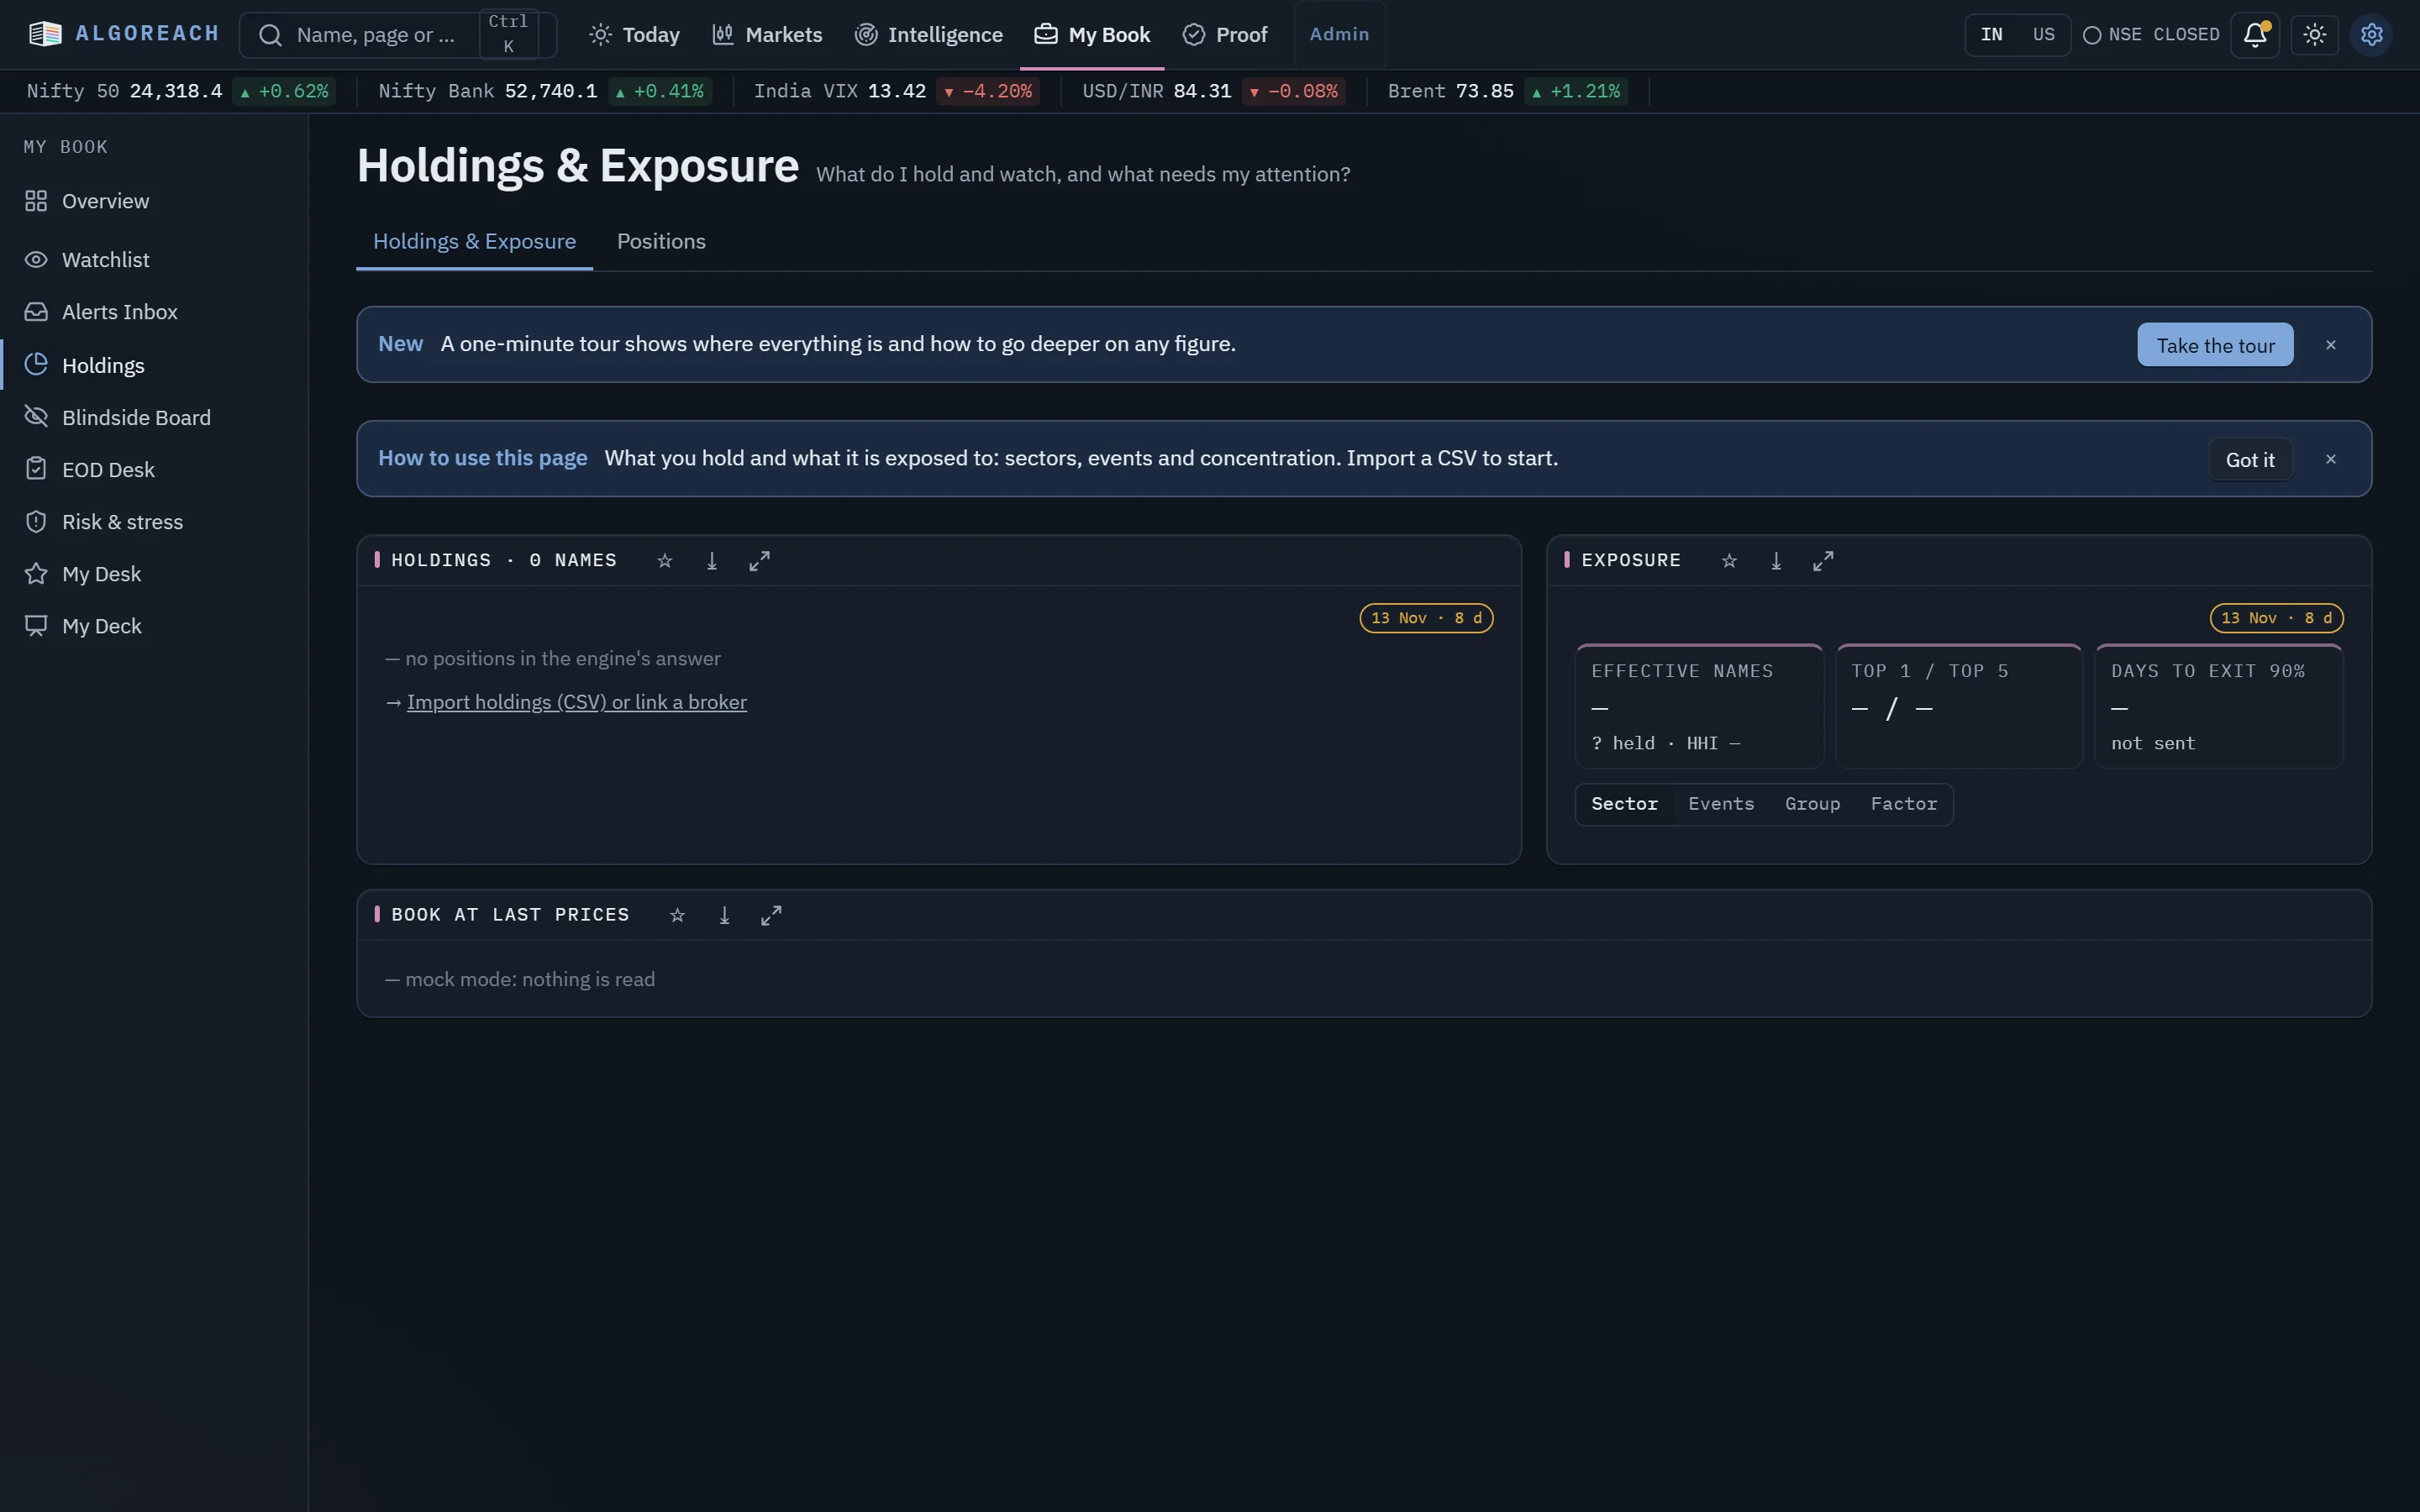 ALGOREACH
Name, page or ...
Ctrl
K
Today
Markets
Intelligence
My Book
Proof
Admin
IN US
NSE CLOSED
Nifty 50 24,318.4 ▲ +0.62%
Nifty Bank 52,740.1 ▲ +0.41%
India VIX 13.42 ▼ −4.20%
USD/INR 84.31 ▼ −0.08%
Brent 73.85 ▲ +1.21%
MY BOOK
Overview
Watchlist
Alerts Inbox
Holdings
Blindside Board
EOD Desk
Risk & stress
My Desk
My Deck
Holdings & Exposure What do I hold and watch, and what needs my attention?
Holdings & Exposure Positions
New A one-minute tour shows where everything is and how to go deeper on any figure.
Take the tour ×
How to use this page What you hold and what it is exposed to: sectors, events and concentration. Import a CSV to start.
Got it ×
HOLDINGS · 0 NAMES
13 Nov · 8 d
— no positions in the engine's answer
→ Import holdings (CSV) or link a broker
EXPOSURE
13 Nov · 8 d
EFFECTIVE NAMES
—
? held · HHI —
TOP 1 / TOP 5
— / —
DAYS TO EXIT 90%
—
not sent
Sector Events Group Factor
BOOK AT LAST PRICES
— mock mode: nothing is read